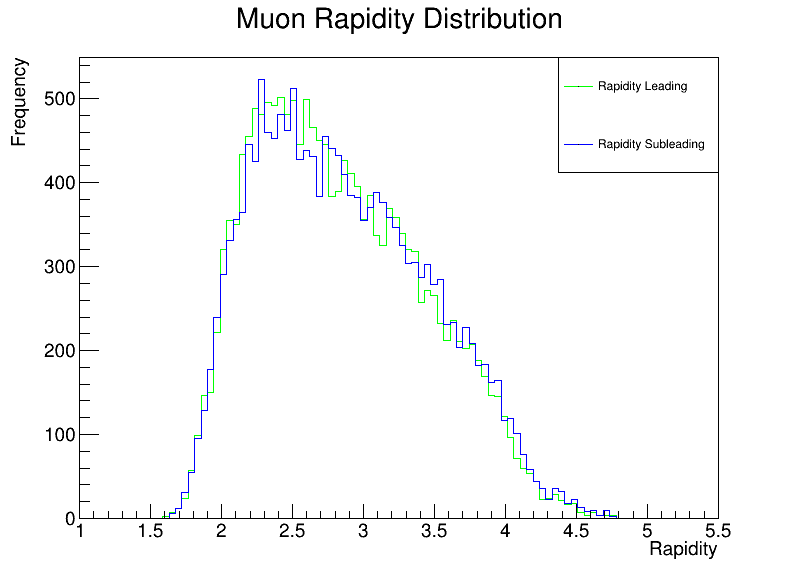 Muon Rapidity Distribution
Frequency
Rapidity Leading
Rapidity Subleading
500
400
300
200
100
0
1 1.5 2 2.5 3 3.5 4 4.5 5 5.5
Rapidity